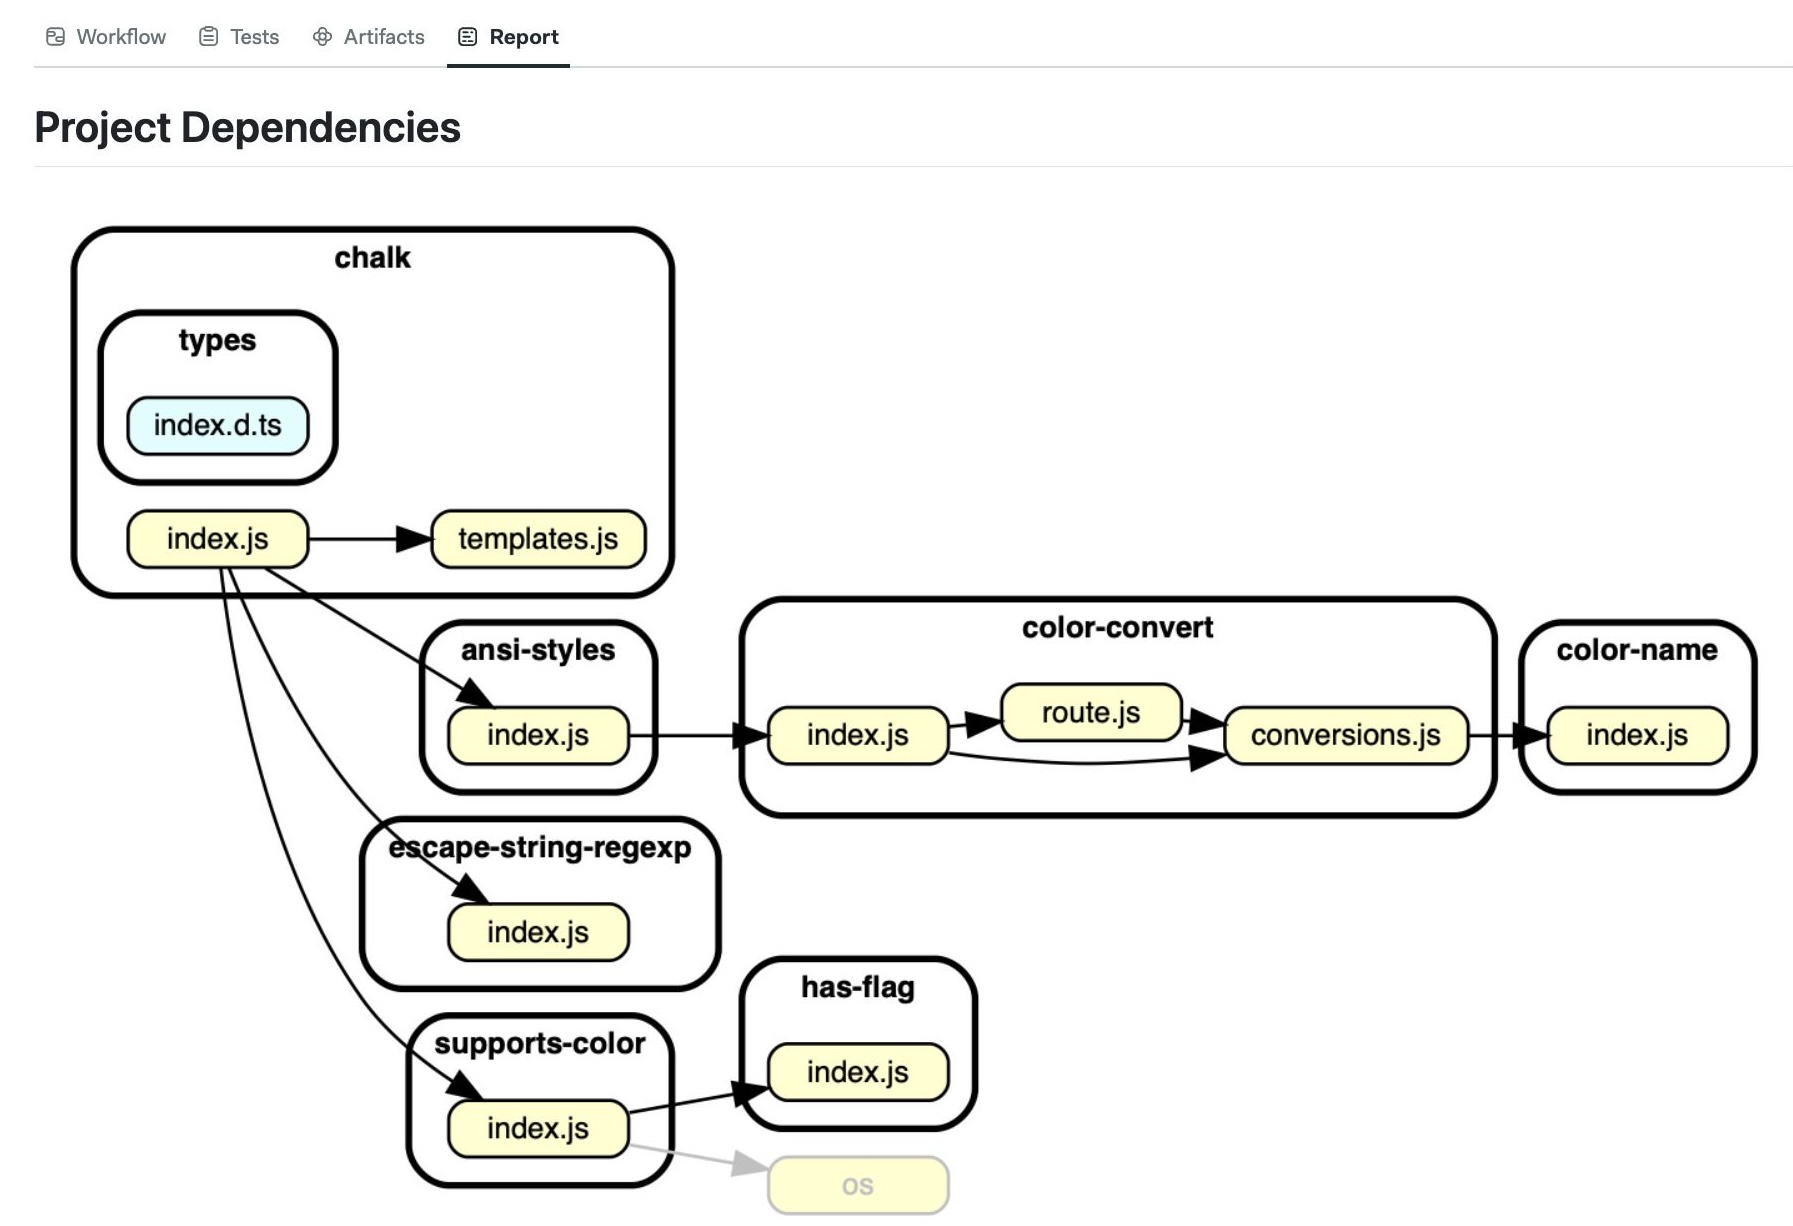 Workflow Tests Artifacts Report
Project Dependencies
chalk
types
index.d.ts
index.js
templates.js
ansi-styles
index.js
color-convert
index.js
route.js
conversions.js
color-name
index.js
escape-string-regexp
index.js
has-flag
index.js
supports-color
index.js
os